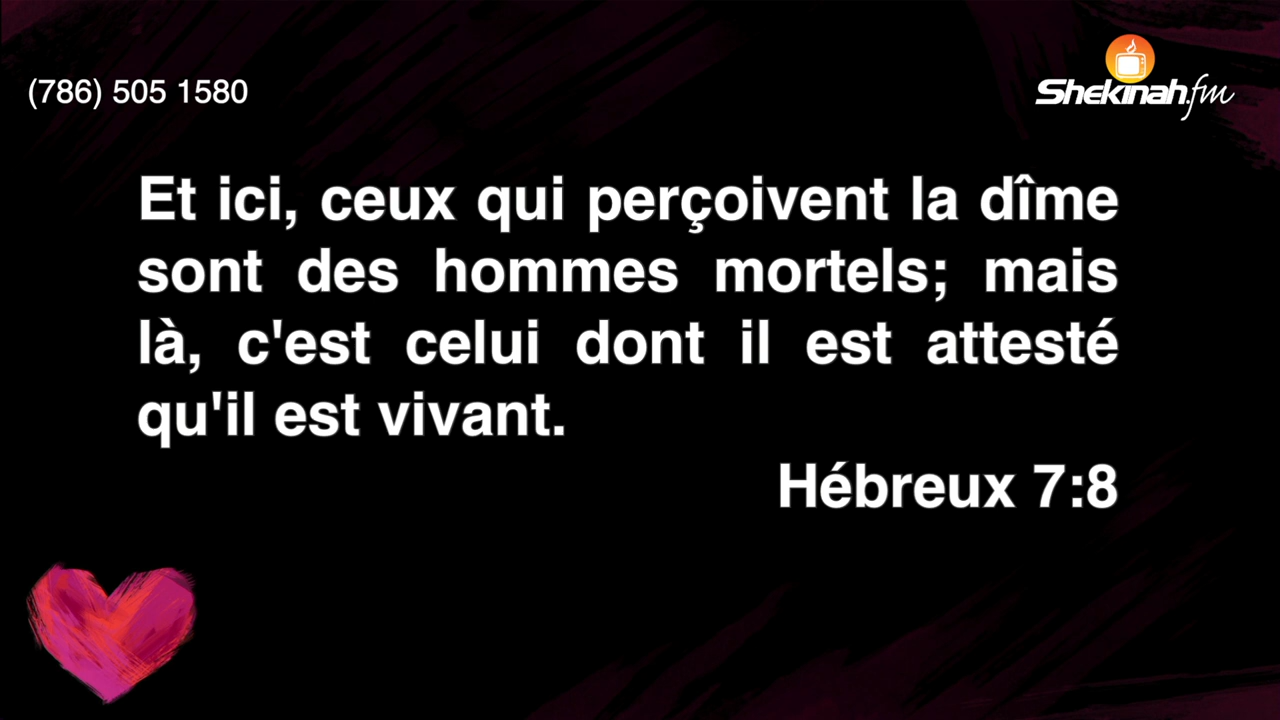 (786) 505 1580
Shekinah.fm
Et ici, ceux qui perçoivent la dîme
sont des hommes mortels; mais
là, c'est celui dont il est attesté
qu'il est vivant.
Hébreux 7:8